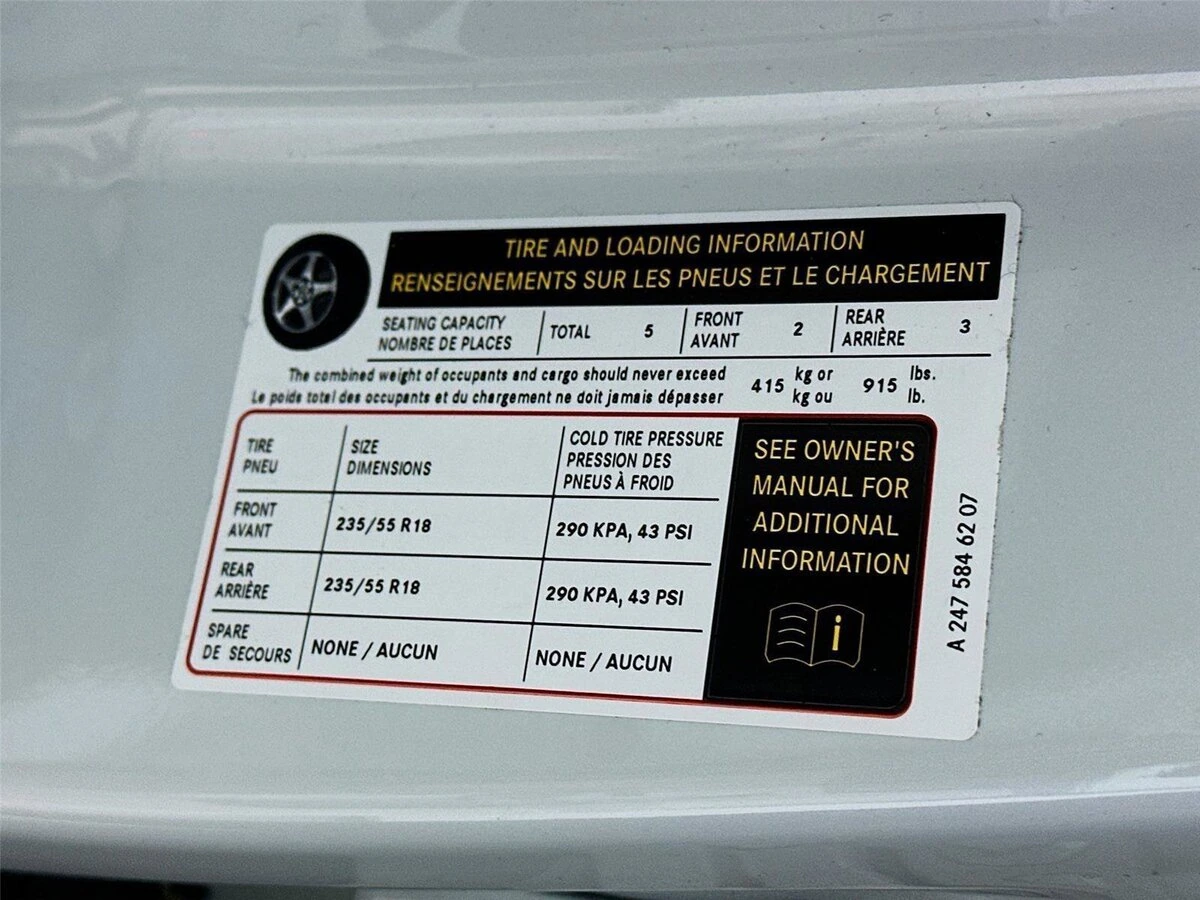 TIRE AND LOADING INFORMATION
RENSEIGNEMENTS SUR LES PNEUS ET LE CHARGEMENT
SEATING CAPACITY
NOMBRE DE PLACES
TOTAL 5
FRONT
AVANT
2
REAR
ARRIÈRE
3
The combined weight of occupants and cargo should never exceed
Le poids total des occupants et du chargement ne doit jamais dépasser
415
kg or
kg ou
915
lbs.
lb.
TIRE
PNEU
SIZE
DIMENSIONS
COLD TIRE PRESSURE
PRESSION DES
PNEUS À FROID
FRONT
AVANT
235/55 R18
290 KPA, 43 PSI
REAR
ARRIÈRE
235/55 R18
290 KPA, 43 PSI
SPARE
DE SECOURS
NONE / AUCUN
NONE / AUCUN
SEE OWNER'S
MANUAL FOR
ADDITIONAL
INFORMATION
i
A 247 584 62 07